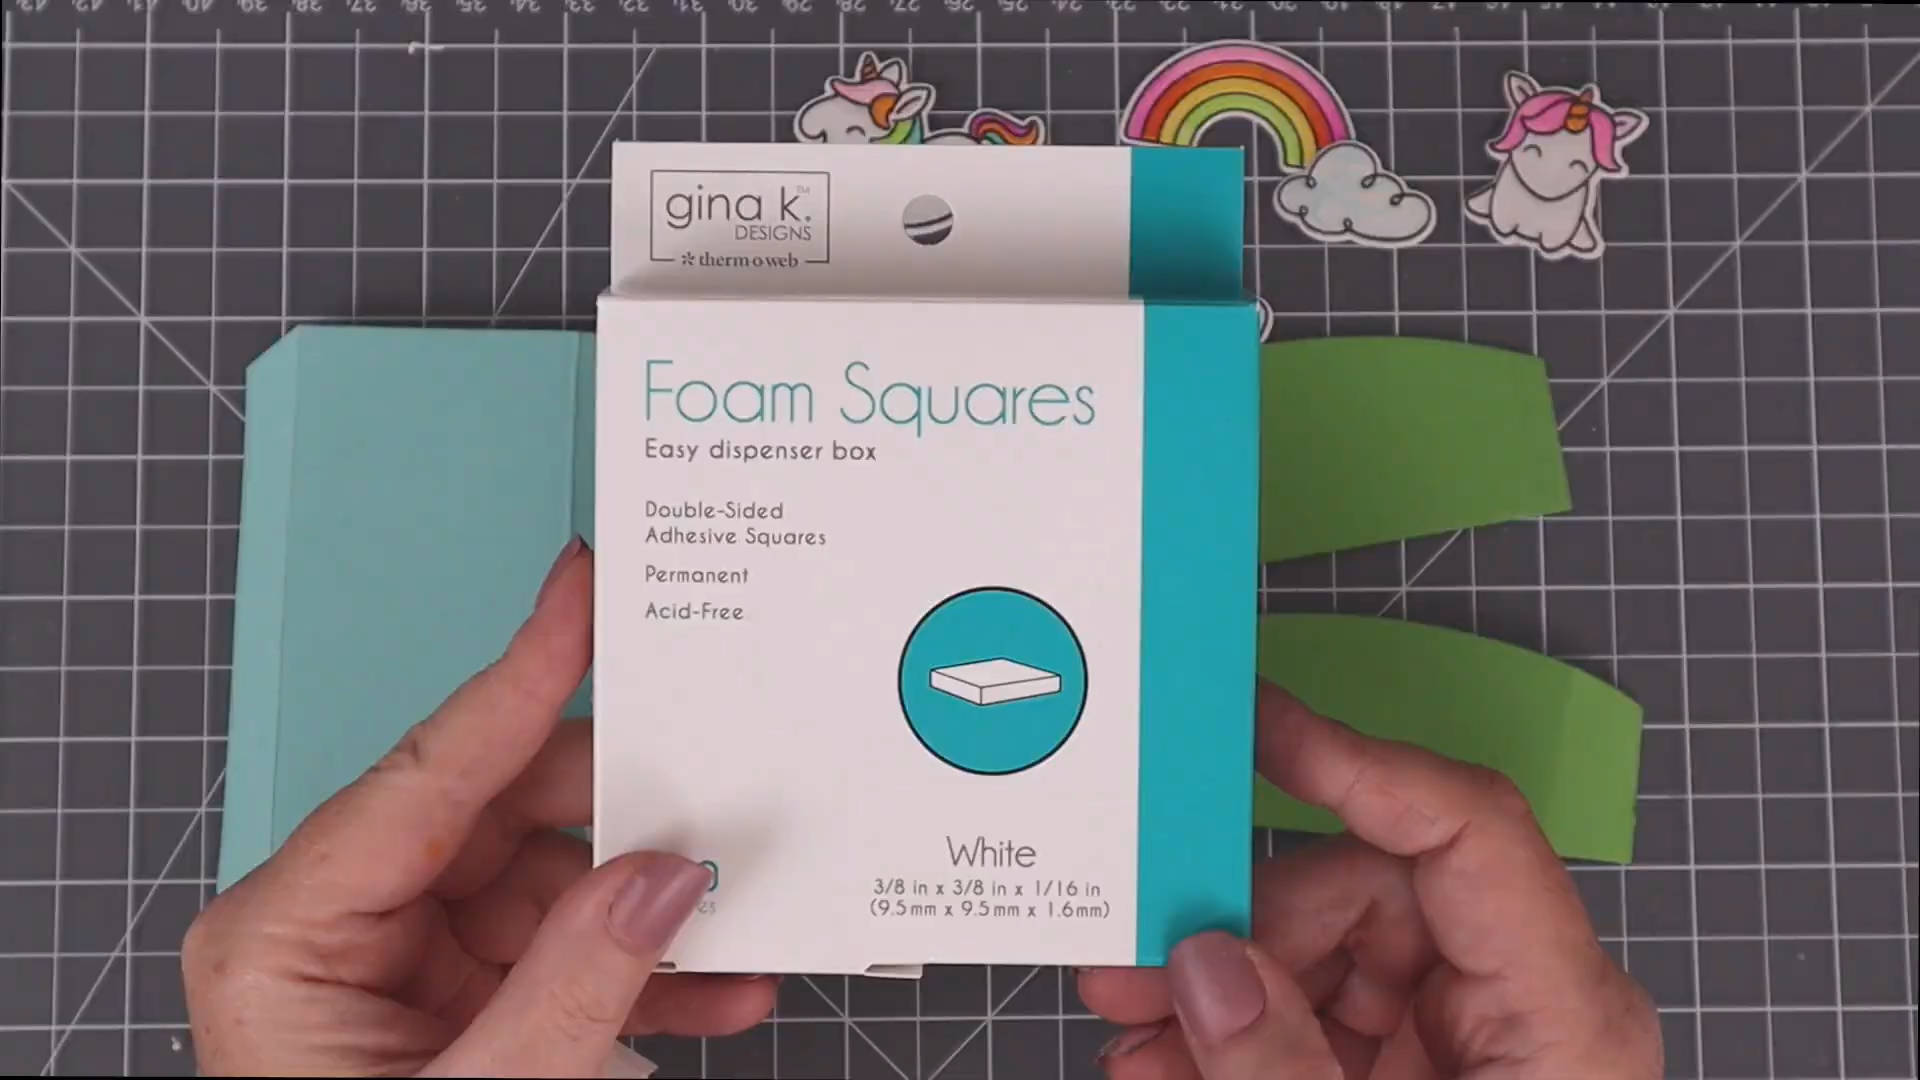 gina k.™
DESIGNS
therm o web
Foam Squares
Easy dispenser box
Double-Sided
Adhesive Squares
Permanent
Acid-Free
White
3/8 in x 3/8 in x 1/16 in
(9.5mm x 9.5mm x 1.6mm)